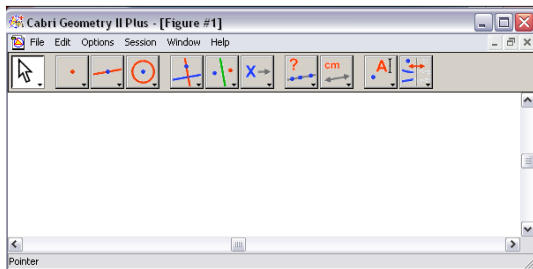 Cabri Geometry II Plus - [Figure #1]
File Edit Options Session Window Help
X ? cm A
Pointer